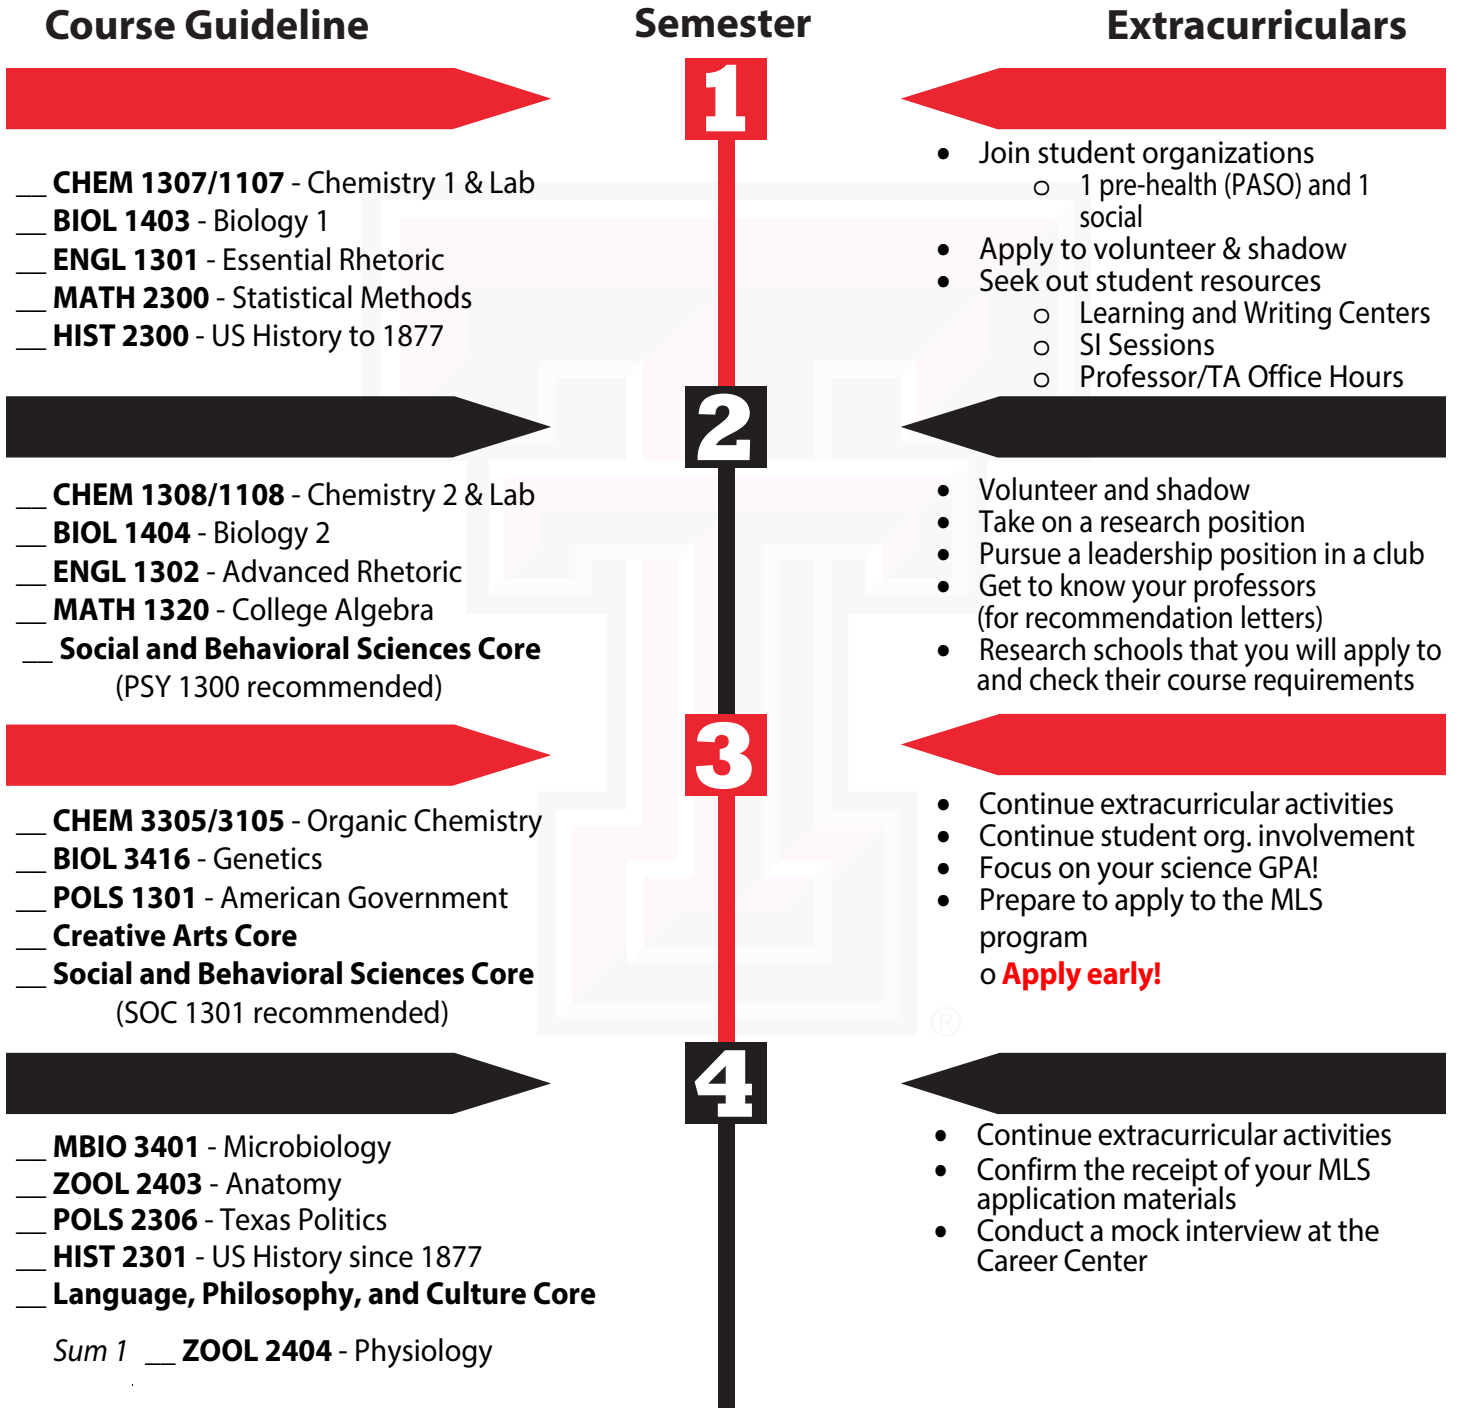 Course Guideline
Semester
Extracurriculars
1
__ CHEM 1307/1107 - Chemistry 1 & Lab
__ BIOL 1403 - Biology 1
__ ENGL 1301 - Essential Rhetoric
__ MATH 2300 - Statistical Methods
__ HIST 2300 - US History to 1877
• Join student organizations
o 1 pre-health (PASO) and 1
social
• Apply to volunteer & shadow
• Seek out student resources
o Learning and Writing Centers
o SI Sessions
o Professor/TA Office Hours
2
__ CHEM 1308/1108 - Chemistry 2 & Lab
__ BIOL 1404 - Biology 2
__ ENGL 1302 - Advanced Rhetoric
__ MATH 1320 - College Algebra
__ Social and Behavioral Sciences Core
(PSY 1300 recommended)
• Volunteer and shadow
• Take on a research position
• Pursue a leadership position in a club
• Get to know your professors
(for recommendation letters)
• Research schools that you will apply to
and check their course requirements
3
__ CHEM 3305/3105 - Organic Chemistry
__ BIOL 3416 - Genetics
__ POLS 1301 - American Government
__ Creative Arts Core
__ Social and Behavioral Sciences Core
(SOC 1301 recommended)
• Continue extracurricular activities
• Continue student org. involvement
• Focus on your science GPA!
• Prepare to apply to the MLS
program
o Apply early!
®
4
__ MBIO 3401 - Microbiology
__ ZOOL 2403 - Anatomy
__ POLS 2306 - Texas Politics
__ HIST 2301 - US History since 1877
__ Language, Philosophy, and Culture Core
Sum 1 __ ZOOL 2404 - Physiology
• Continue extracurricular activities
• Confirm the receipt of your MLS
application materials
• Conduct a mock interview at the
Career Center